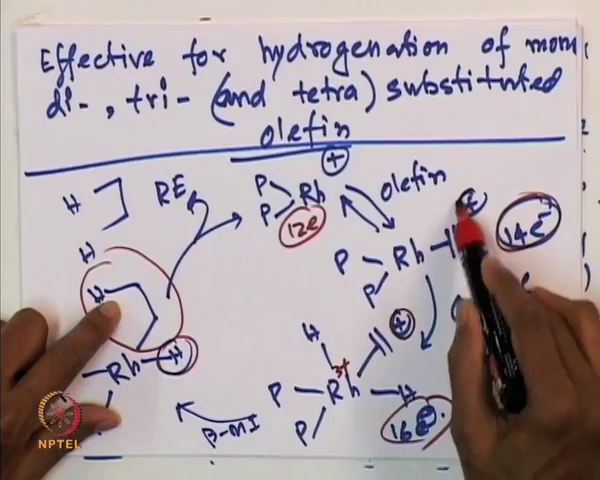 Effective for hydrogenation of mono
di-, tri- (and tetra) substituted
olefin
H
RE
P
P
Rh
+
12e
olefin
14e-
H
H
P
P
Rh
H
+
3+
P
P
Rh
H
16e
β-MI
Rh
H
NPTEL